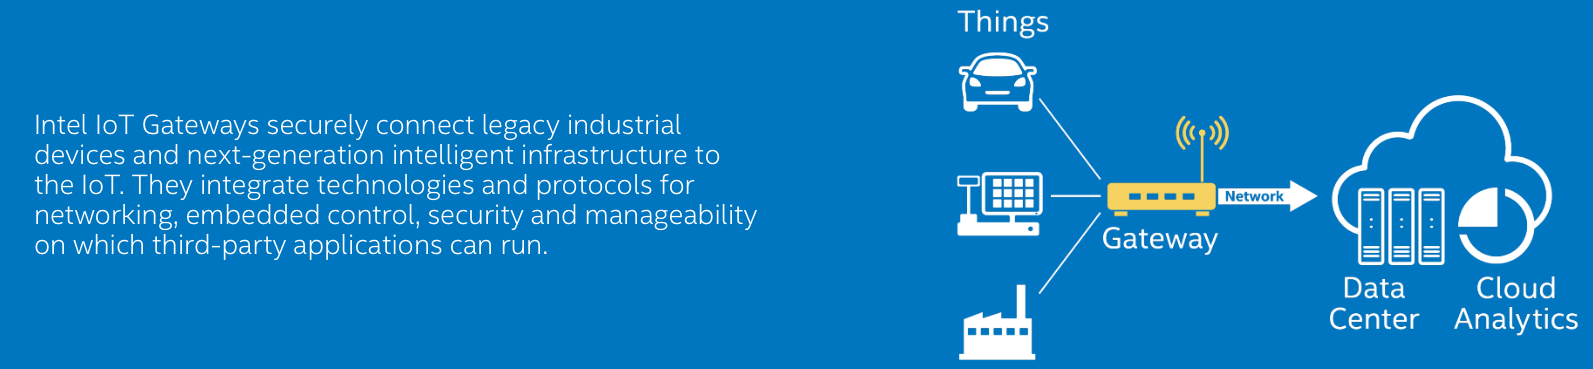 Intel IoT Gateways securely connect legacy industrial
devices and next-generation intelligent infrastructure to
the IoT. They integrate technologies and protocols for
networking, embedded control, security and manageability
on which third-party applications can run.
Things
Network
Gateway
Data
Center
Cloud
Analytics